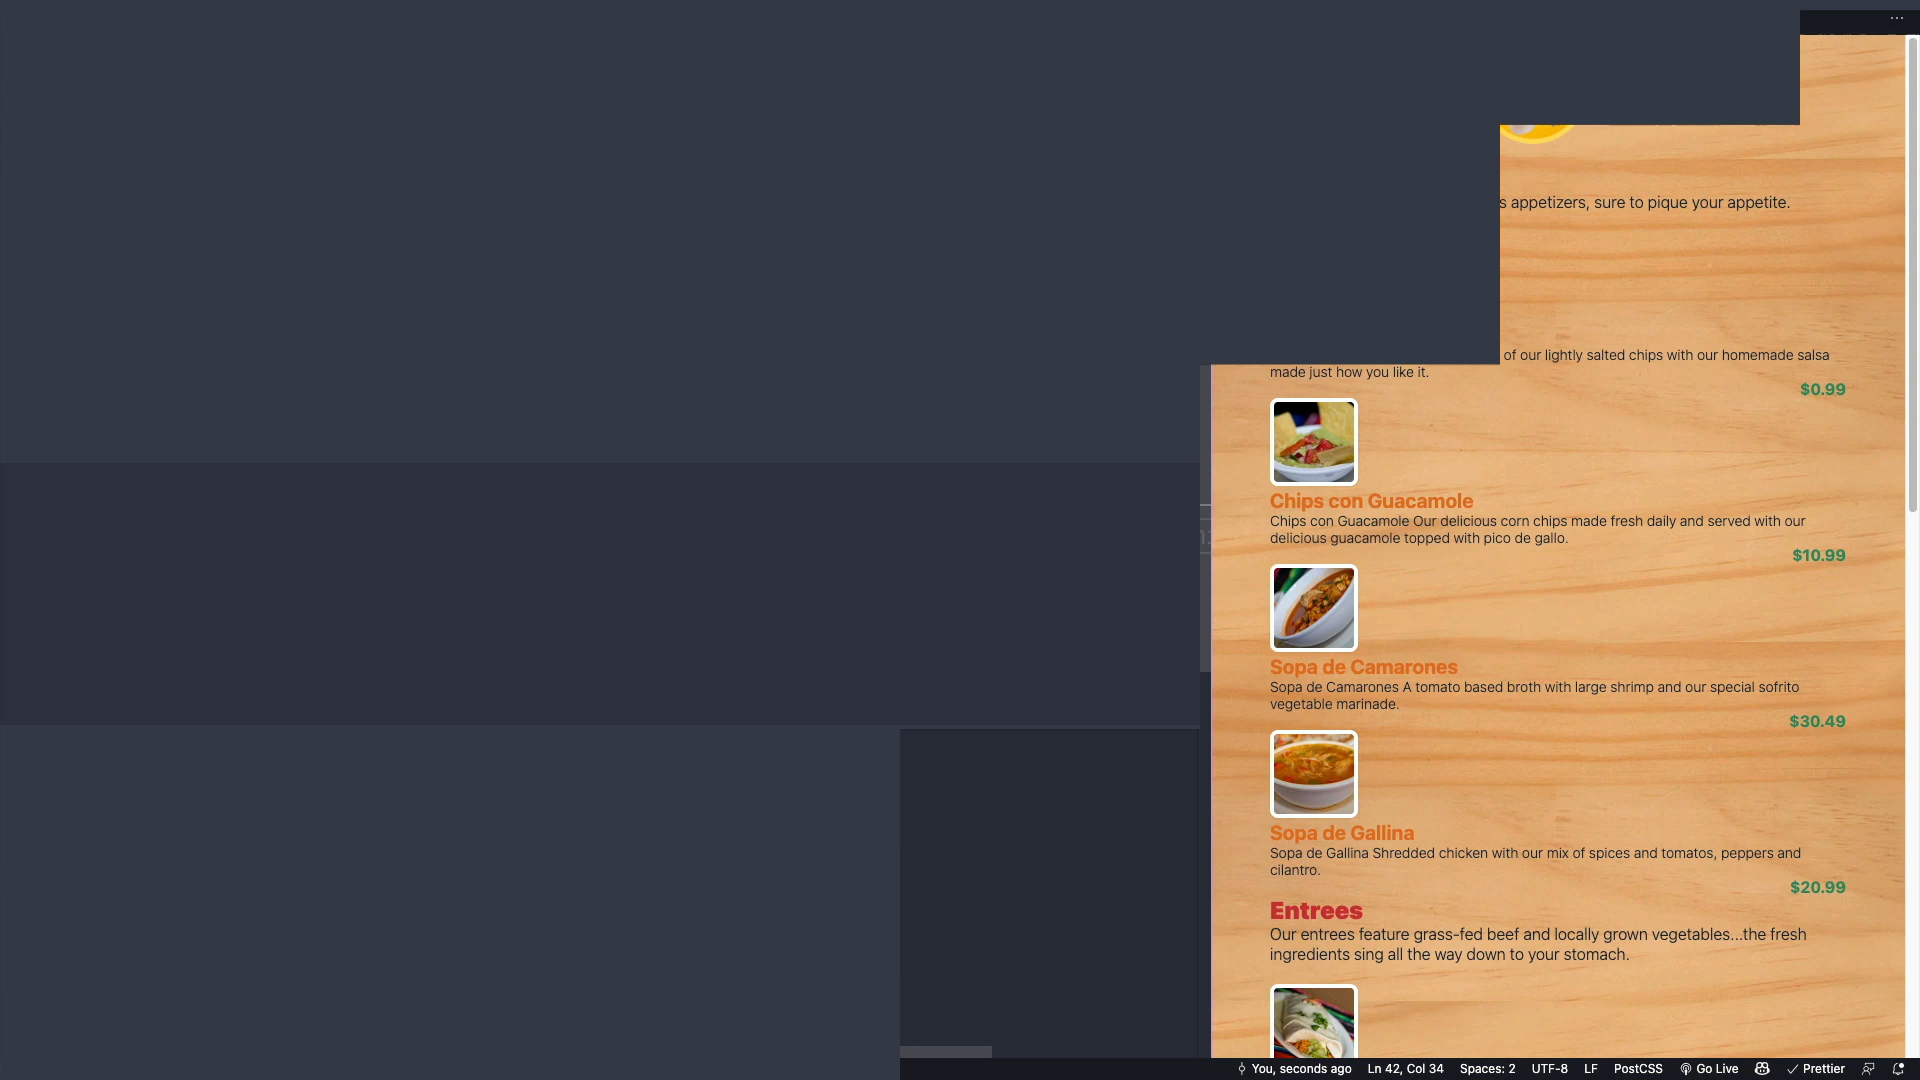 s appetizers, sure to pique your appetite.
of our lightly salted chips with our homemade salsa
made just how you like it.
$0.99
Chips con Guacamole
Chips con Guacamole Our delicious corn chips made fresh daily and served with our
delicious guacamole topped with pico de gallo.
$10.99
Sopa de Camarones
Sopa de Camarones A tomato based broth with large shrimp and our special sofrito
vegetable marinade.
$30.49
Sopa de Gallina
Sopa de Gallina Shredded chicken with our mix of spices and tomatos, peppers and
cilantro.
$20.99
Entrees
Our entrees feature grass-fed beef and locally grown vegetables...the fresh
ingredients sing all the way down to your stomach.
You, seconds ago Ln 42, Col 34 Spaces: 2 UTF-8 LF PostCSS Go Live Prettier